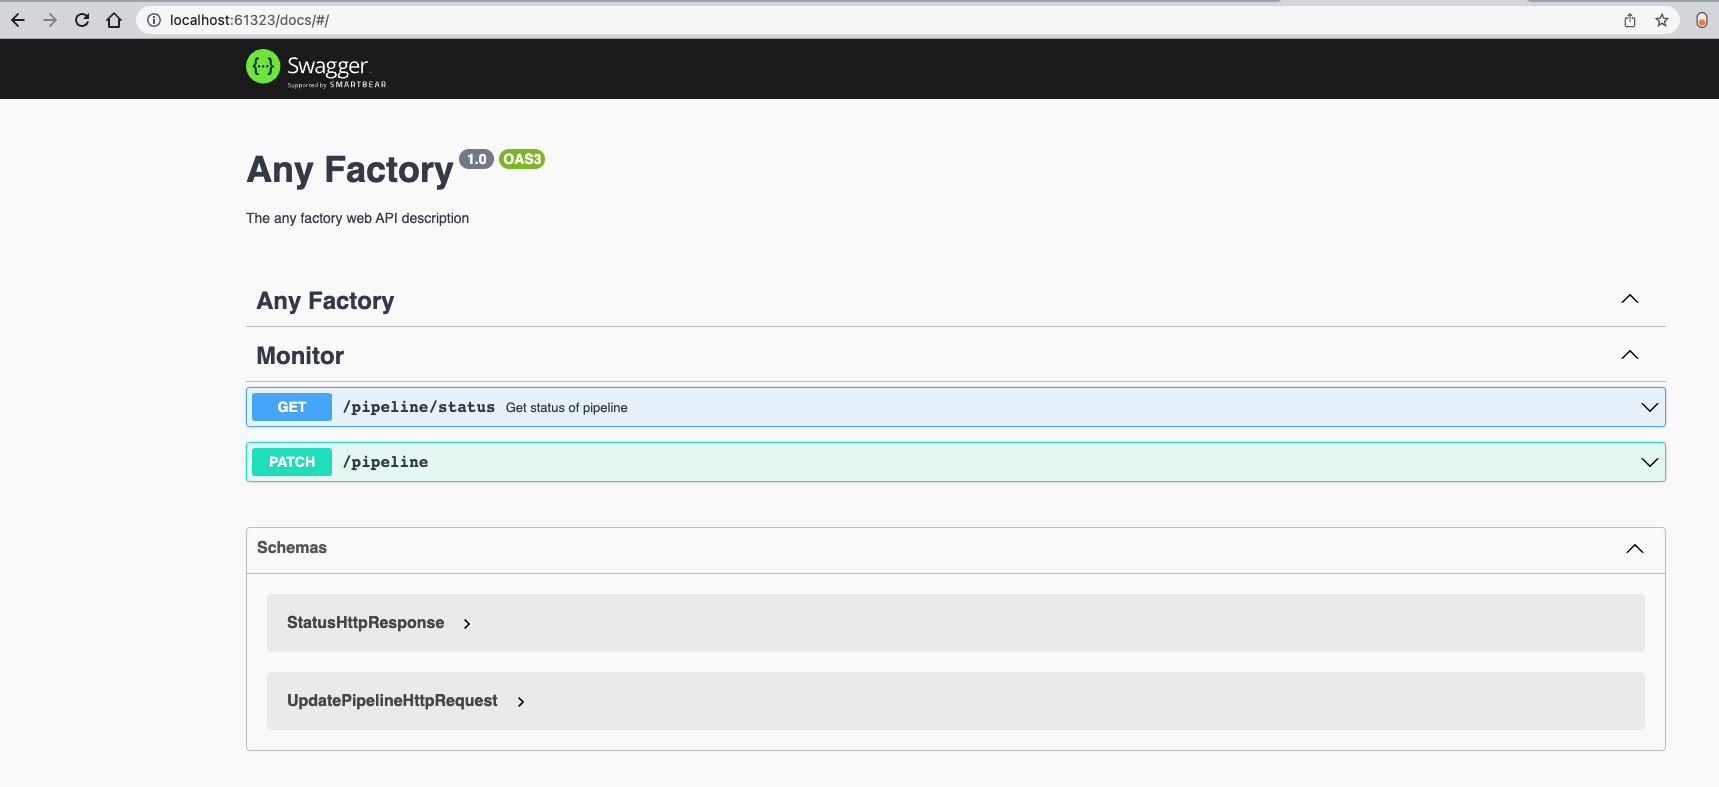 localhost:61323/docs/#/
Swagger
Supported by SMARTBEAR
Any Factory 1.0 OAS3
The any factory web API description
Any Factory
Monitor
GET /pipeline/status Get status of pipeline
PATCH /pipeline
Schemas
StatusHttpResponse
UpdatePipelineHttpRequest